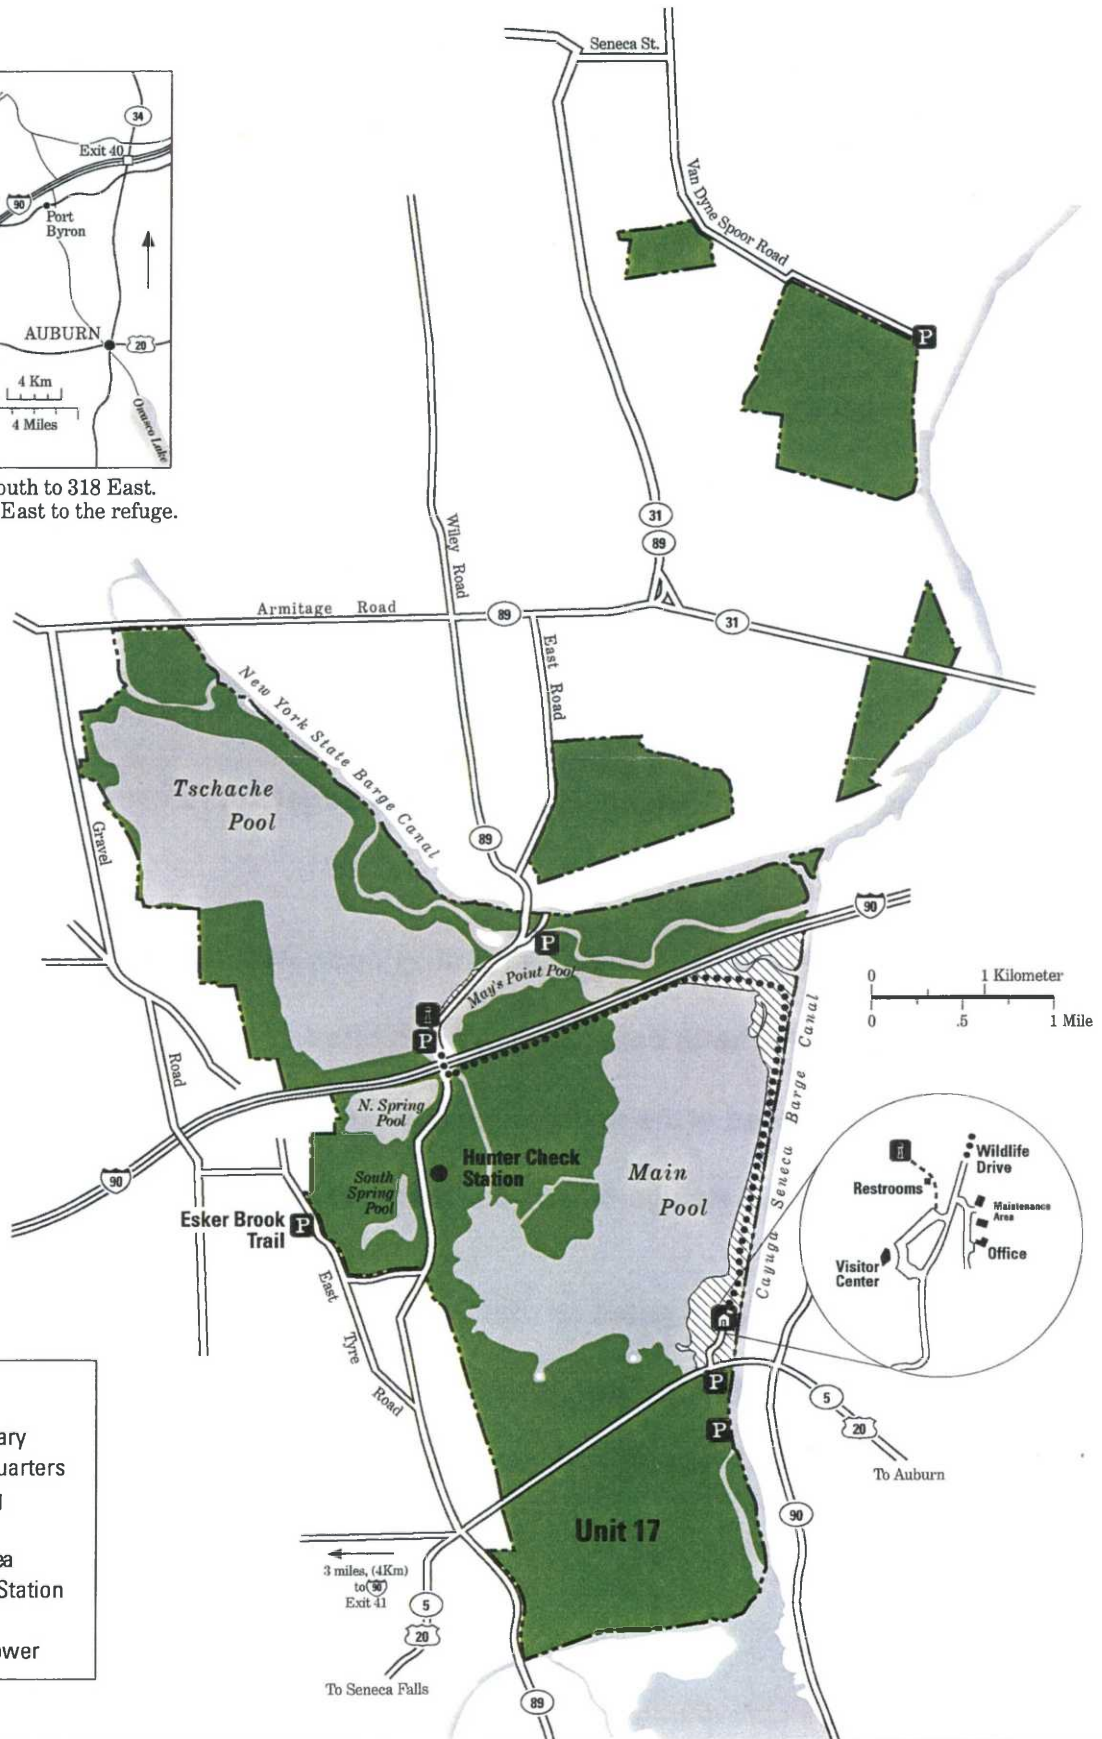 Seneca St.
34
Exit 40
90
Port
Byron
AUBURN
20
4 Km
4 Miles
Owasco Lake
outh to 318 East.
East to the refuge.
Van Dyne Spoor Road
P
Wiley Road
31
89
Armitage Road
89
31
East Road
New York State Barge Canal
Tschache
Pool
Gravel
89
90
P
May's Point Pool
0 1 Kilometer
0 .5 1 Mile
P
Road
N. Spring
Pool
Hunter Check
Station
Main
Pool
South
Spring
Pool
90
Esker Brook
Trail
P
Cayuga Seneca Barge Canal
Wildlife
Drive
Restrooms
Maintenance
Area
Office
Visitor
Center
East Tyre Road
P
5
20
To Auburn
P
ary
uarters
ea
Station
ower
Unit 17
90
3 miles, (4Km)
to 90
Exit 41
5
20
To Seneca Falls
89